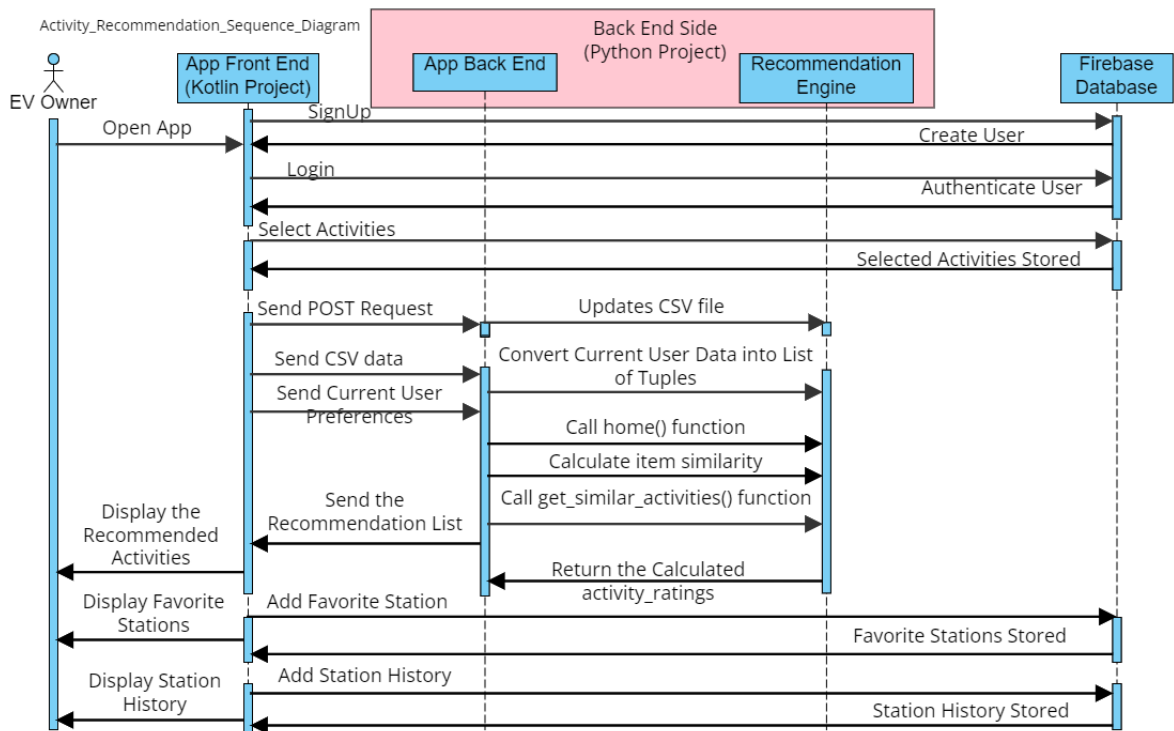 Activity_Recommendation_Sequence_Diagram
Back End Side
(Python Project)
EV Owner
App Front End
(Kotlin Project)
App Back End
Recommendation
Engine
Firebase
Database
SignUp
Open App
Create User
Login
Authenticate User
Select Activities
Selected Activities Stored
Send POST Request
Updates CSV file
Send CSV data
Convert Current User Data into List
of Tuples
Send Current User
Preferences
Call home() function
Calculate item similarity
Call get_similar_activities() function
Send the
Recommendation List
Display the
Recommended
Activities
Return the Calculated
activity_ratings
Display Favorite
Stations
Add Favorite Station
Favorite Stations Stored
Display Station
History
Add Station History
Station History Stored